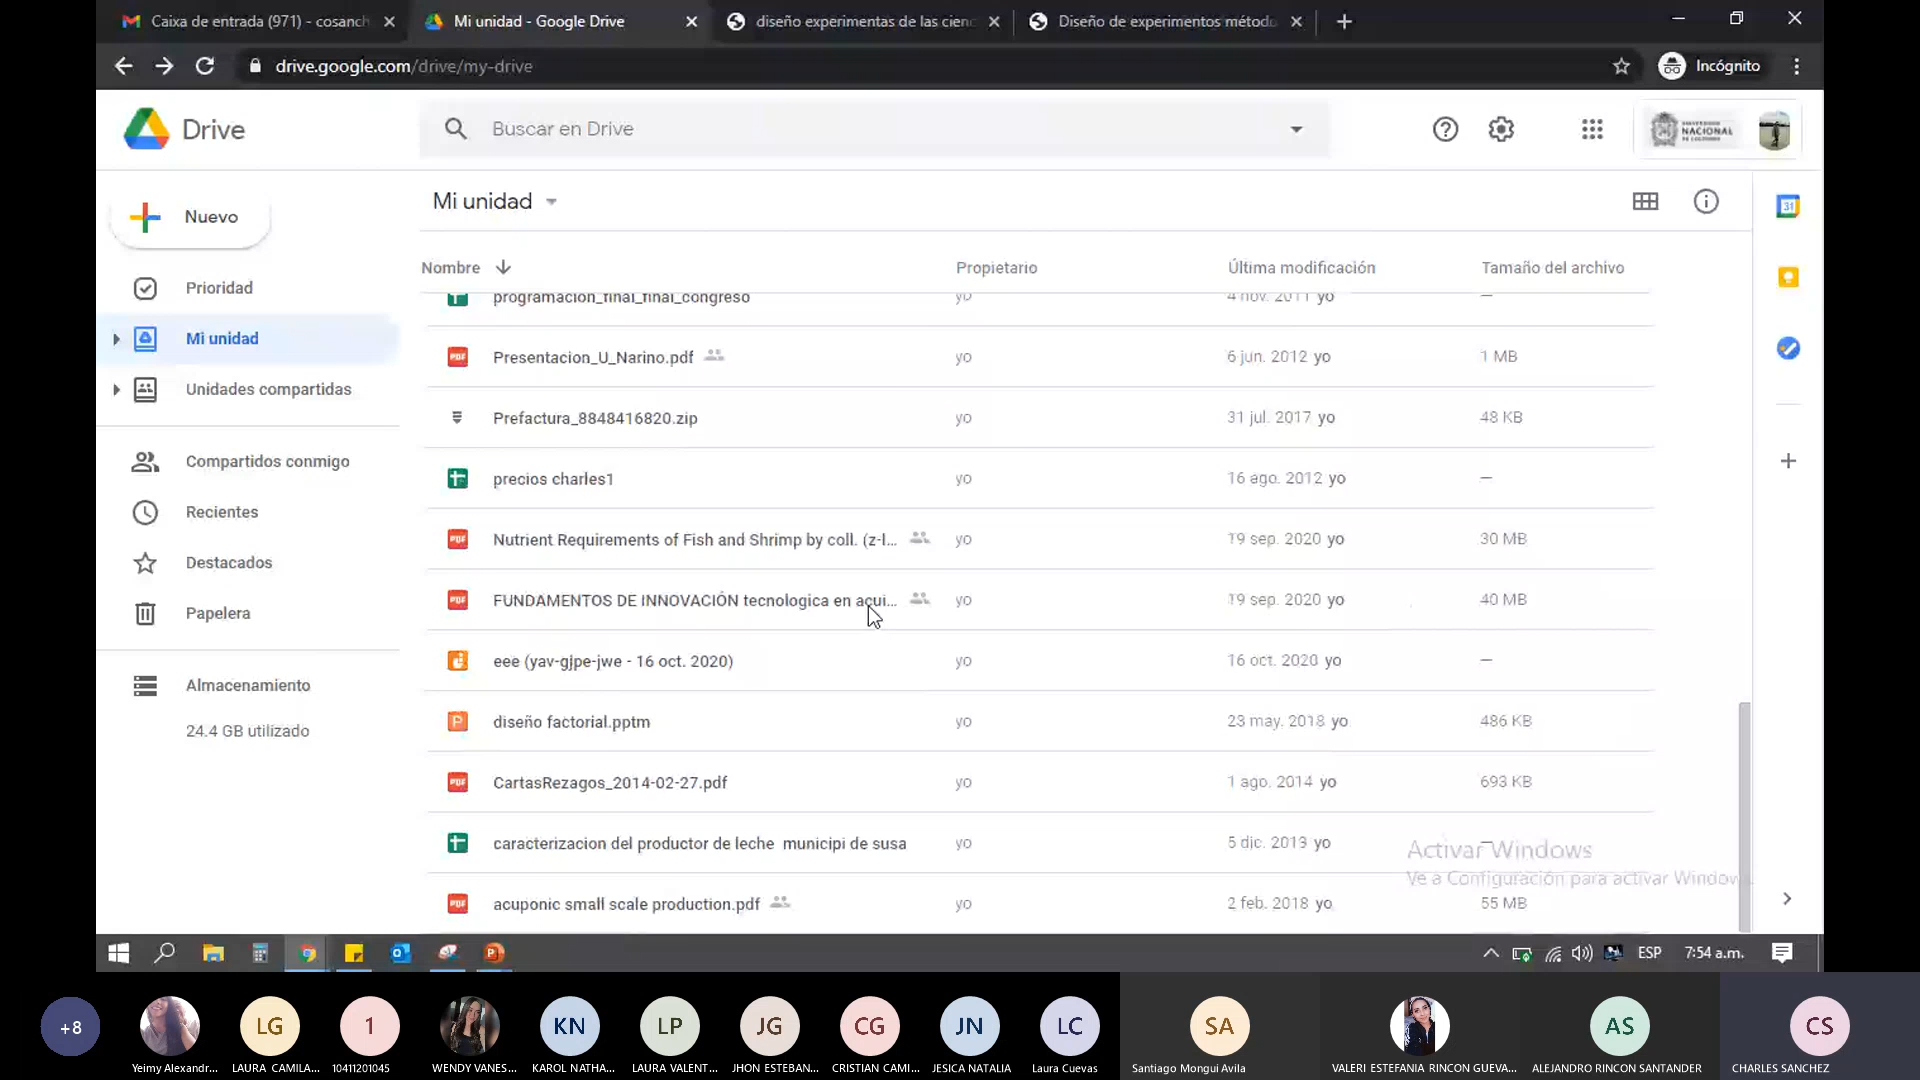 Caixa de entrada (971) - cosanch
Mi unidad - Google Drive
diseño experimentas de las cien
Diseño de experimentos método
drive.google.com/drive/my-drive
Incógnito
Drive
Buscar en Drive
UNIVERSIDAD
NACIONAL
DE COLOMBIA
Nuevo
Mi unidad
Nombre
Propietario
Última modificación
Tamaño del archivo
Prioridad
Mi unidad
Unidades compartidas
Compartidos conmigo
Recientes
Destacados
Papelera
Almacenamiento
24.4 GB utilizado
programacion_final_final_congreso yo 4 nov. 2011 yo —
Presentacion_U_Narino.pdf yo 6 jun. 2012 yo 1 MB
Prefactura_8848416820.zip yo 31 jul. 2017 yo 48 KB
precios charles1 yo 16 ago. 2012 yo —
Nutrient Requirements of Fish and Shrimp by coll. (z-l... yo 19 sep. 2020 yo 30 MB
FUNDAMENTOS DE INNOVACIÓN tecnologica en acui... yo 19 sep. 2020 yo 40 MB
eee (yav-gjpe-jwe - 16 oct. 2020) yo 16 oct. 2020 yo —
diseño factorial.pptm yo 23 may. 2018 yo 486 KB
CartasRezagos_2014-02-27.pdf yo 1 ago. 2014 yo 693 KB
caracterizacion del productor de leche municipi de susa yo 5 dic. 2013 yo —
acuponic small scale production.pdf yo 2 feb. 2018 yo 55 MB
Activar Windows
Ve a Configuración para activar Windows
ESP
7:54 a.m.
+8
LG
1
KN
LP
JG
CG
JN
LC
SA
AS
CS
Yeimy Alexandr...
LAURA CAMILA...
10411201045
WENDY VANES...
KAROL NATHA...
LAURA VALENT...
JHON ESTEBAN...
CRISTIAN CAMI...
JESICA NATALIA
Laura Cuevas
Santiago Mongui Avila
VALERI ESTEFANIA RINCON GUEVA...
ALEJANDRO RINCON SANTANDER
CHARLES SANCHEZ